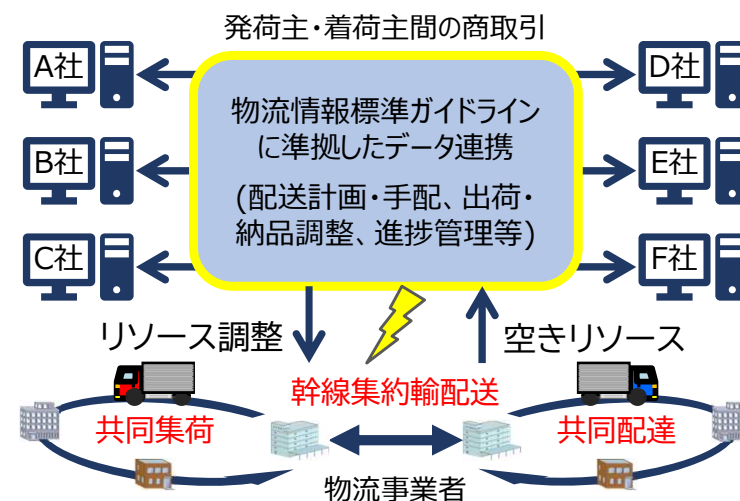 発荷主・着荷主間の商取引
A社
D社
物流情報標準ガイドライン
に準拠したデータ連携
B社
E社
(配送計画・手配、出荷・
納品調整、進捗管理等)
C社
F社
リソース調整
空きリソース
幹線集約輸配送
共同集荷
共同配達
物流事業者